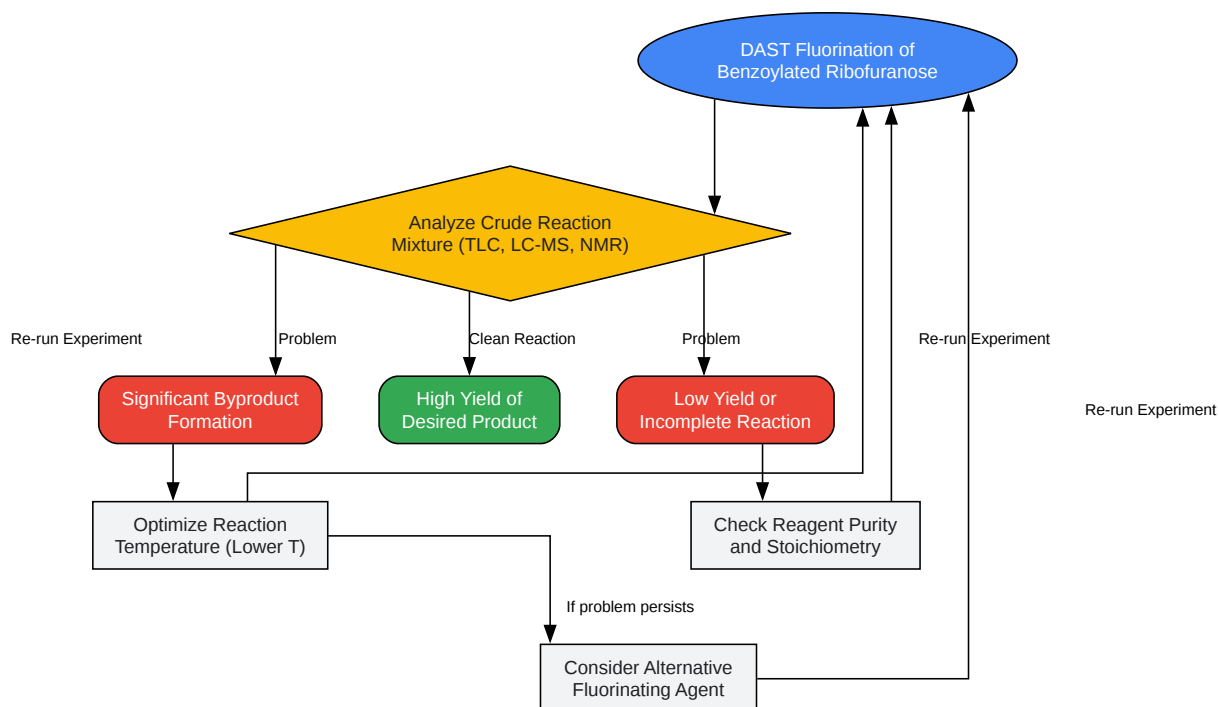 DAST Fluorination of
Benzoylated Ribofuranose
Analyze Crude Reaction
Mixture (TLC, LC-MS, NMR)
Re-run Experiment
Problem
Clean Reaction
Problem
Re-run Experiment
Significant Byproduct
Formation
High Yield of
Desired Product
Low Yield or
Incomplete Reaction
Re-run Experiment
Optimize Reaction
Temperature (Lower T)
Check Reagent Purity
and Stoichiometry
If problem persists
Consider Alternative
Fluorinating Agent